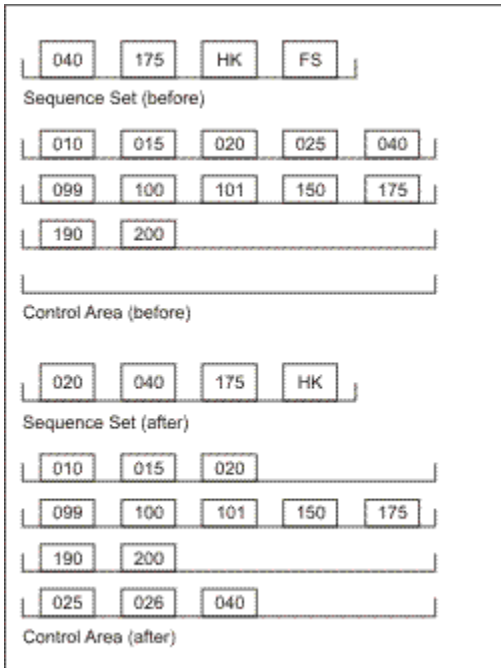 040 175 HK FS
Sequence Set (before)
010 015 020 025 040
099 100 101 150 175
190 200
Control Area (before)
020 040 175 HK
Sequence Set (after)
010 015 020
099 100 101 150 175
190 200
025 026 040
Control Area (after)